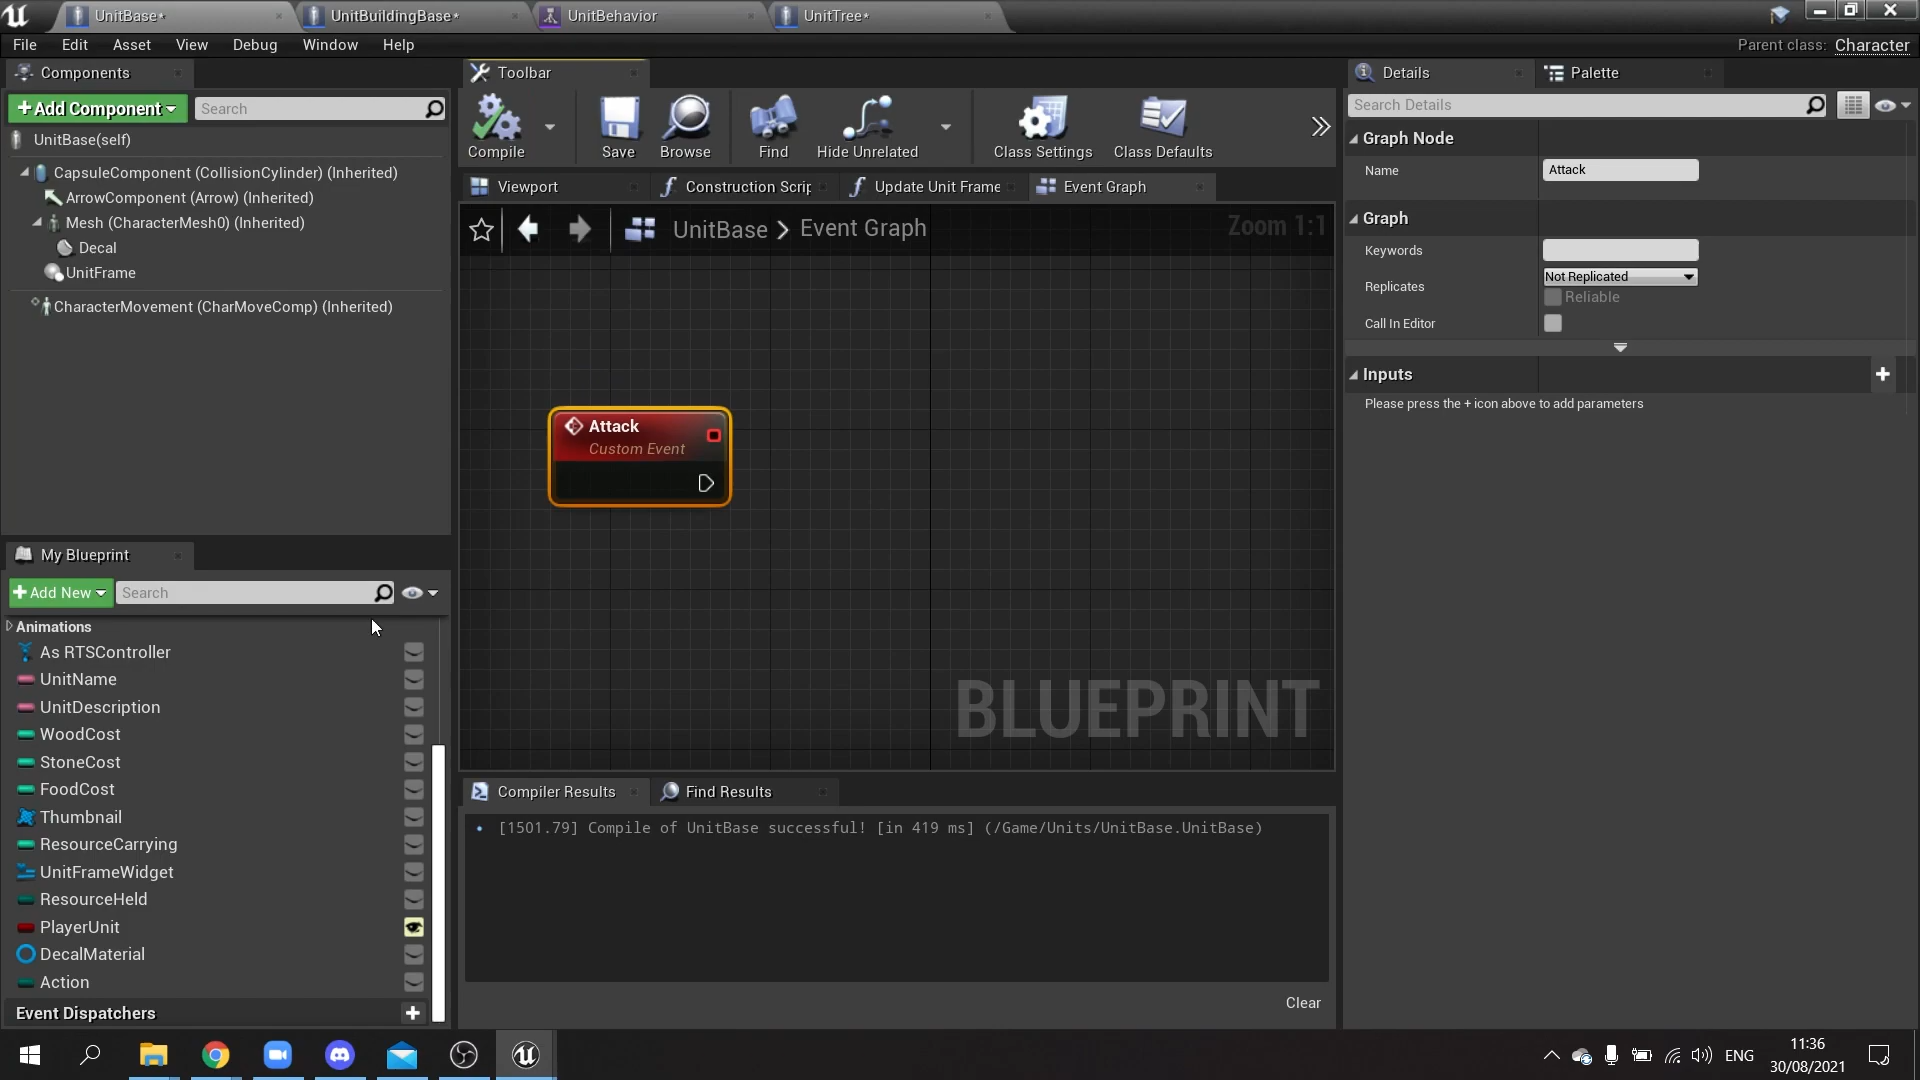 UnitBase*
UnitBuildingBase*
UnitBehavior
UnitTree*
File Edit Asset View Debug Window Help
Parent class: Character
Components
Add Component
Search
UnitBase(self)
CapsuleComponent (CollisionCylinder) (Inherited)
ArrowComponent (Arrow) (Inherited)
Mesh (CharacterMesh0) (Inherited)
Decal
UnitFrame
CharacterMovement (CharMoveComp) (Inherited)
My Blueprint
Add New
Search
Animations
As RTSController
UnitName
UnitDescription
WoodCost
StoneCost
FoodCost
Thumbnail
ResourceCarrying
UnitFrameWidget
ResourceHeld
PlayerUnit
DecalMaterial
Action
Event Dispatchers
Toolbar
Compile
Save
Browse
Find
Hide Unrelated
Class Settings
Class Defaults
Viewport
Construction Scrip
Update Unit Frame
Event Graph
UnitBase > Event Graph
Zoom 1:1
Attack
Custom Event
BLUEPRINT
Compiler Results
Find Results
[1501.79] Compile of UnitBase successful! [in 419 ms] (/Game/Units/UnitBase.UnitBase)
Clear
Details
Palette
Search Details
Graph Node
Name
Attack
Graph
Keywords
Replicates
Not Replicated
Reliable
Call In Editor
Inputs
Please press the + icon above to add parameters
ENG
11:36
30/08/2021